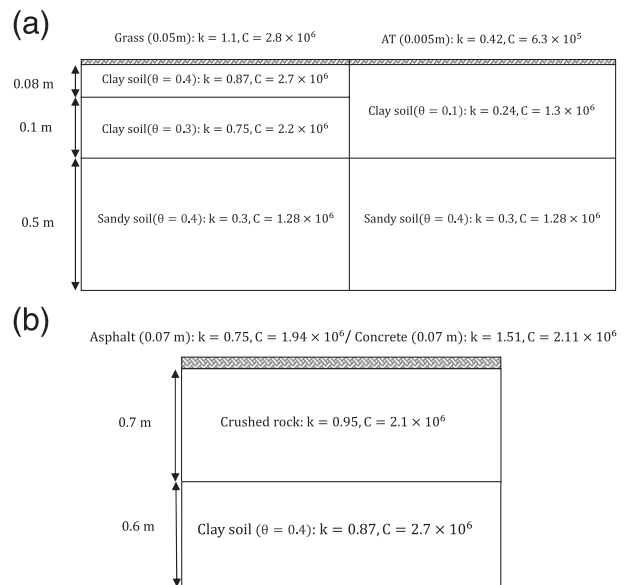 (a)
Grass (0.05m): k = 1.1, C = 2.8 × 10⁶
AT (0.005m): k = 0.42, C = 6.3 × 10⁵
0.08 m
Clay soil(θ = 0.4): k = 0.87, C = 2.7 × 10⁶
Clay soil(θ = 0.1): k = 0.24, C = 1.3 × 10⁶
0.1 m
Clay soil(θ = 0.3): k = 0.75, C = 2.2 × 10⁶
0.5 m
Sandy soil(θ = 0.4): k = 0.3, C = 1.28 × 10⁶
Sandy soil(θ = 0.4): k = 0.3, C = 1.28 × 10⁶
(b)
Asphalt (0.07 m): k = 0.75, C = 1.94 × 10⁶/ Concrete (0.07 m): k = 1.51, C = 2.11 × 10⁶
0.7 m
Crushed rock: k = 0.95, C = 2.1 × 10⁶
0.6 m
Clay soil (θ = 0.4): k = 0.87, C = 2.7 × 10⁶